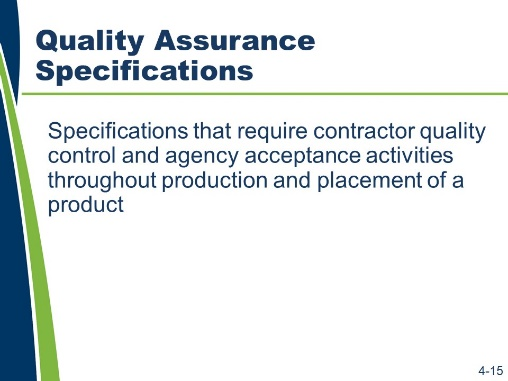 Quality Assurance
Specifications
Specifications that require contractor quality
control and agency acceptance activities
throughout production and placement of a
product
4-15